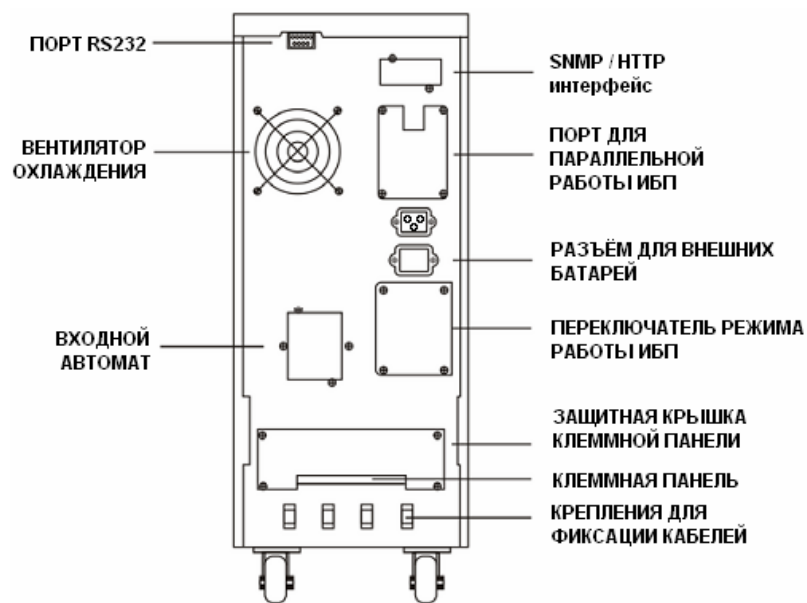 ПОРТ RS232
ВЕНТИЛЯТОР
ОХЛАЖДЕНИЯ
ВХОДНОЙ
АВТОМАТ
SNMP / HTTP
интерфейс
ПОРТ ДЛЯ
ПАРАЛЛЕЛЬНОЙ
РАБОТЫ ИБП
РАЗЪЁМ ДЛЯ ВНЕШНИХ
БАТАРЕЙ
ПЕРЕКЛЮЧАТЕЛЬ РЕЖИМА
РАБОТЫ ИБП
ЗАЩИТНАЯ КРЫШКА
КЛЕММНОЙ ПАНЕЛИ
КЛЕММНАЯ ПАНЕЛЬ
КРЕПЛЕНИЯ ДЛЯ
ФИКСАЦИИ КАБЕЛЕЙ